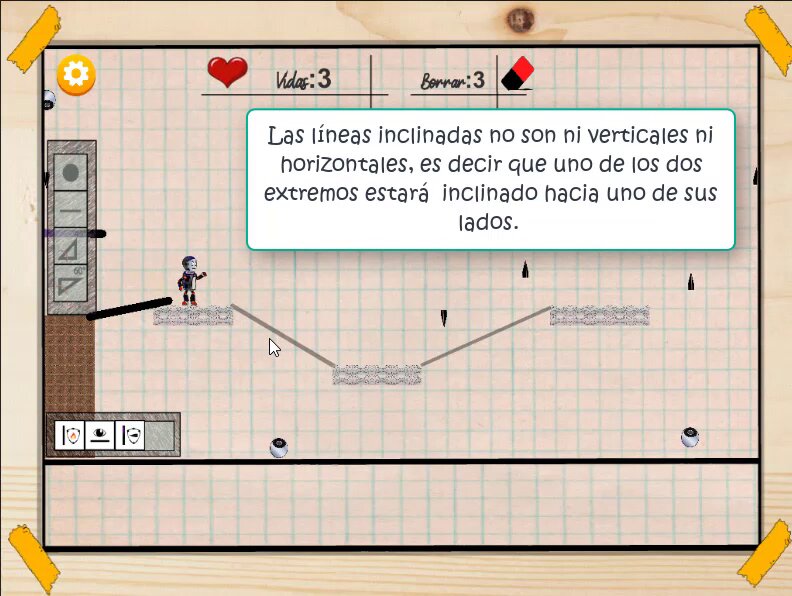 Vidas:3
Borrar:3
Las líneas inclinadas no son ni verticales ni
horizontales, es decir que uno de los dos
extremos estará inclinado hacia uno de sus
lados.